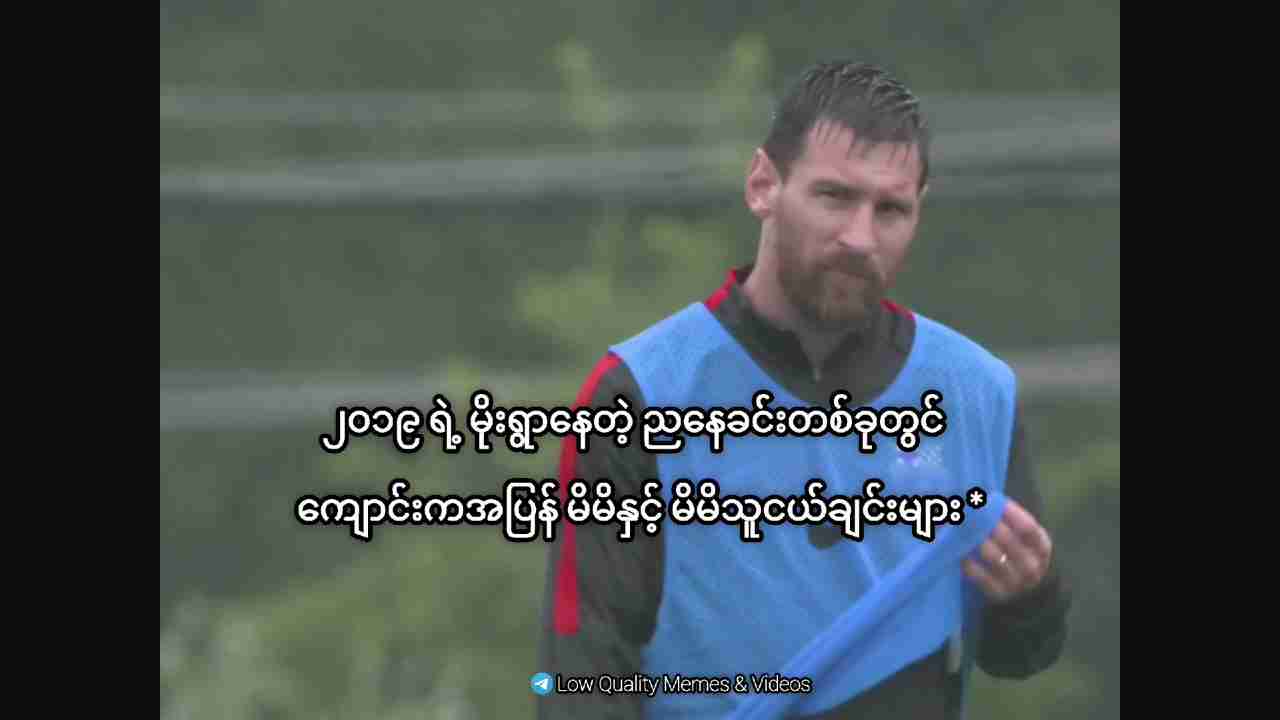 ၂၀၁၉ ရဲ့ မိုးရွာနေတဲ့ ညနေခင်းတစ်ခုတွင်
ကျောင်းကအပြန် မိမိနှင့် မိမိသူငယ်ချင်းများ *
Low Quality Memes & Videos